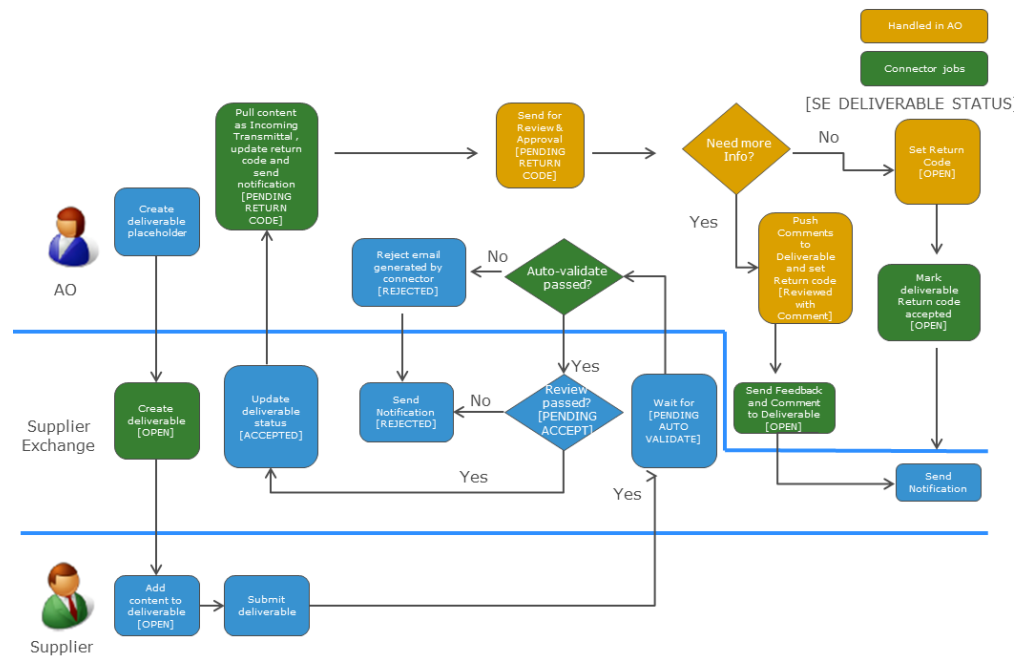 Handled in AO
Connector jobs
[SE DELIVERABLE STATUS]
Pull content
as Incoming
Transmittal ,
update return
code and
send
notification
[PENDING
RETURN
CODE]
Send for
Review &
Approval
[PENDING
RETURN
CODE]
Need more
Info?
No
Set Return
Code
[OPEN]
Yes
Create
deliverable
placeholder
AO
Reject email
generated by
connector
[REJECTED]
No
Auto-validate
passed?
Push
Comments
to
Deliverable
and set
Return code
[Reviewed
with
Comment]
Mark
deliverable
Return code
accepted
[OPEN]
Yes
Supplier
Exchange
Create
deliverable
[OPEN]
Update
deliverable
status
[ACCEPTED]
Send
Notification
[REJECTED]
No
Review
passed?
[PENDING
ACCEPT]
Wait for
[PENDING
AUTO
VALIDATE]
Send Feedback
and Comment
to Deliverable
[OPEN]
Yes
Yes
Send
Notification
Supplier
Add
content to
deliverable
[OPEN]
Submit
deliverable